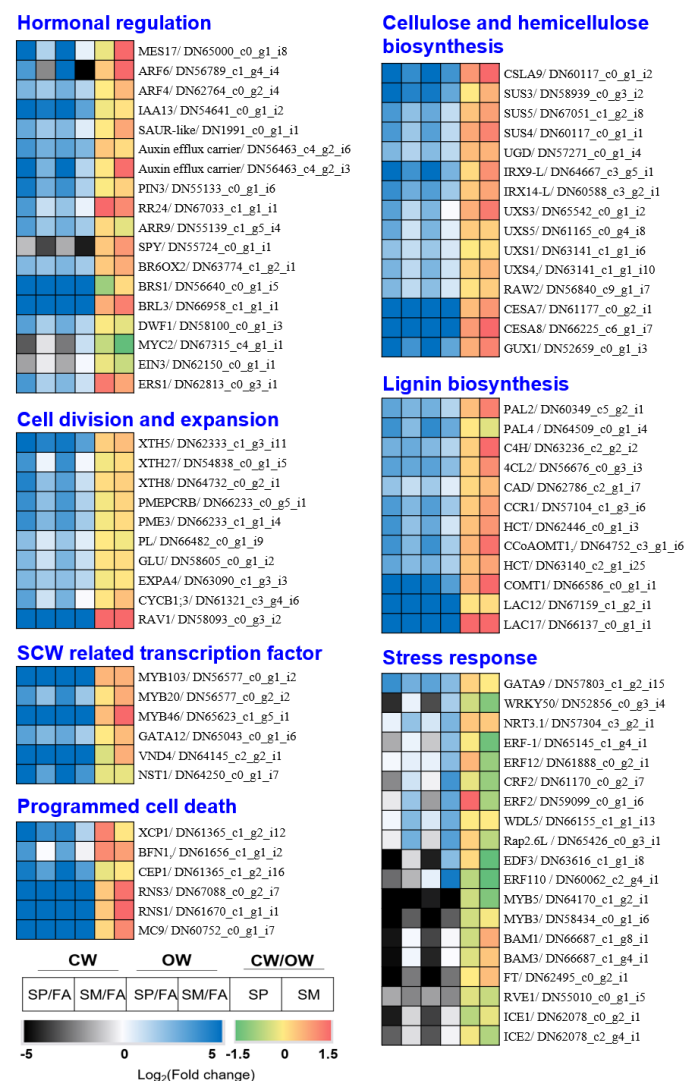 Hormonal regulation
MES17/ DN65000_c0_g1_i8
ARF6/ DN56789_c1_g4_i4
ARF4/ DN62764_c0_g2_i4
IAA13/ DN54641_c0_g1_i2
SAUR-like/ DN1991_c0_g1_i1
Auxin efflux carrier/ DN56463_c4_g2_i6
Auxin efflux carrier/ DN56463_c4_g2_i3
PIN3/ DN55133_c0_g1_i6
RR24/ DN67033_c1_g1_i1
ARR9/ DN55139_c1_g5_i4
SPY/ DN55724_c0_g1_i1
BR6OX2/ DN63774_c1_g2_i1
BRS1/ DN56640_c0_g1_i5
BRL3/ DN66958_c1_g1_i1
DWF1/ DN58100_c0_g1_i3
MYC2/ DN67315_c4_g1_i1
EIN3/ DN62150_c0_g1_i1
ERS1/ DN62813_c0_g3_i1
Cell division and expansion
XTH5/ DN62333_c1_g3_i11
XTH27/ DN54838_c0_g1_i5
XTH8/ DN64732_c0_g2_i1
PMEPCRB/ DN66233_c0_g5_i1
PME3/ DN66233_c1_g1_i4
PL/ DN66482_c0_g1_i9
GLU/ DN58605_c0_g1_i2
EXPA4/ DN63090_c1_g3_i3
CYCB1;3/ DN61321_c3_g4_i6
RAV1/ DN58093_c0_g3_i2
SCW related transcription factor
MYB103/ DN56577_c0_g1_i2
MYB20/ DN56577_c0_g2_i2
MYB46/ DN65623_c1_g5_i1
GATA12/ DN65043_c0_g1_i6
VND4/ DN64145_c2_g2_i1
NST1/ DN64250_c0_g1_i7
Programmed cell death
XCP1/ DN61365_c1_g2_i12
BFN1,/ DN61656_c1_g1_i2
CEP1/ DN61365_c1_g2_i16
RNS3/ DN67088_c0_g2_i7
RNS1/ DN61670_c1_g1_i1
MC9/ DN60752_c0_g1_i7
CW OW CW/OW
SP/FA SM/FA SP/FA SM/FA SP SM
-5 0 5 -1.5 0 1.5
Log2(Fold change)
Cellulose and hemicellulose
biosynthesis
CSLA9/ DN60117_c0_g1_i2
SUS3/ DN58939_c0_g3_i2
SUS5/ DN67051_c1_g2_i8
SUS4/ DN60117_c0_g1_i1
UGD/ DN57271_c0_g1_i4
IRX9-L/ DN64667_c3_g5_i1
IRX14-L/ DN60588_c3_g2_i1
UXS3/ DN65542_c0_g1_i2
UXS5/ DN61165_c0_g4_i8
UXS1/ DN63141_c1_g1_i6
UXS4,/ DN63141_c1_g1_i10
RAW2/ DN56840_c9_g1_i7
CESA7/ DN61177_c0_g2_i1
CESA8/ DN66225_c6_g1_i7
GUX1/ DN52659_c0_g1_i3
Lignin biosynthesis
PAL2/ DN60349_c5_g2_i1
PAL4/ DN64509_c0_g1_i4
C4H/ DN63236_c2_g2_i2
4CL2/ DN56676_c0_g3_i3
CAD/ DN62786_c2_g1_i7
CCR1/ DN57104_c1_g3_i6
HCT/ DN62446_c0_g1_i3
CCoAOMT1,/ DN64752_c3_g1_i6
HCT/ DN63140_c2_g1_i25
COMT1/ DN66586_c0_g1_i1
LAC12/ DN67159_c1_g2_i1
LAC17/ DN66137_c0_g1_i1
Stress response
GATA9/ DN57803_c1_g2_i15
WRKY50/ DN52856_c0_g3_i4
NRT3.1/ DN57304_c3_g2_i1
ERF-1/ DN65145_c1_g4_i1
ERF12/ DN61888_c0_g2_i1
CRF2/ DN61170_c0_g2_i7
ERF2/ DN59099_c0_g1_i6
WDL5/ DN66155_c1_g1_i13
Rap2.6L/ DN65426_c0_g3_i1
EDF3/ DN63616_c1_g1_i8
ERF110/ DN60062_c2_g4_i1
MYB5/ DN64170_c1_g2_i1
MYB3/ DN58434_c0_g1_i6
BAM1/ DN66687_c1_g8_i1
BAM3/ DN66687_c1_g4_i1
FT/ DN62495_c0_g2_i1
RVE1/ DN55010_c0_g1_i5
ICE1/ DN62078_c0_g2_i1
ICE2/ DN62078_c2_g4_i1